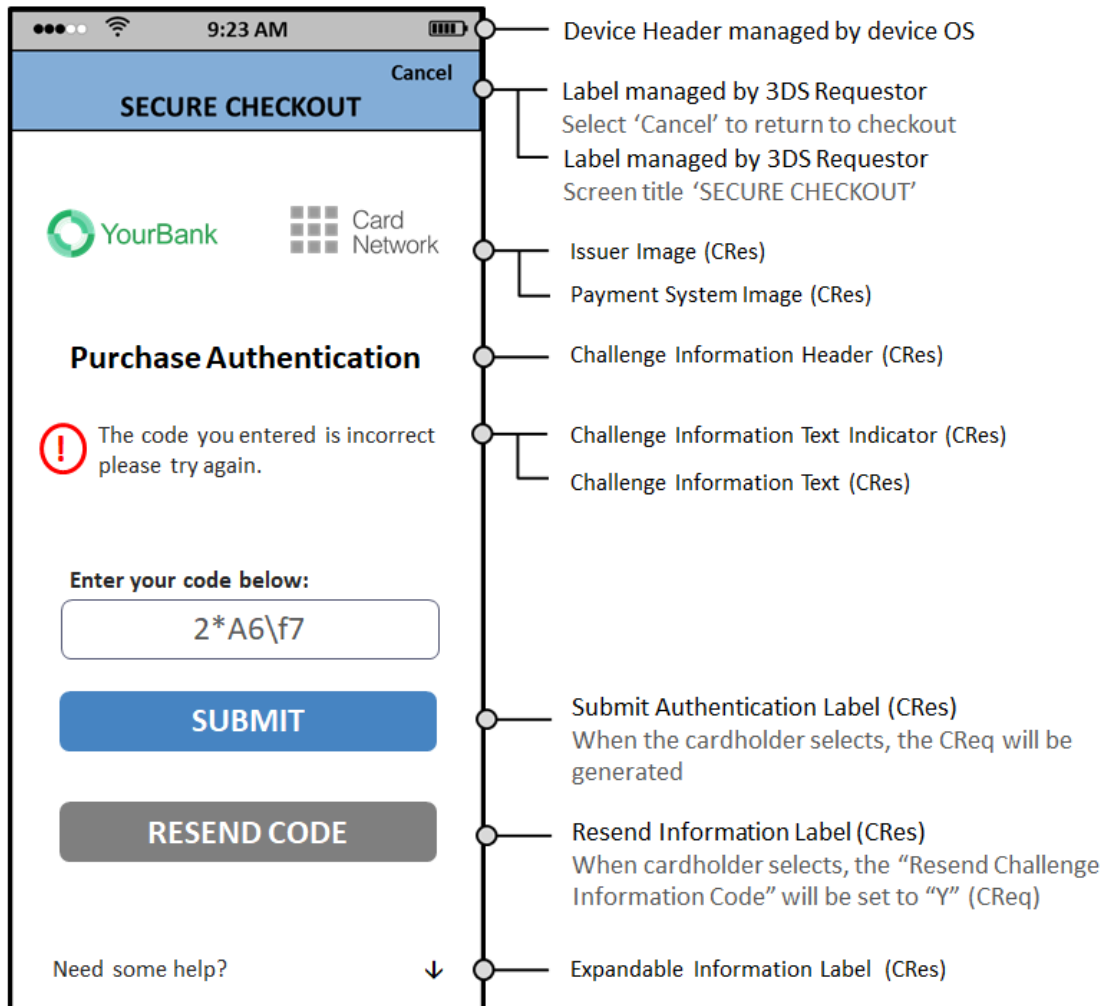 9:23 AM
Device Header managed by device OS
Cancel
SECURE CHECKOUT
Label managed by 3DS Requestor
Select ‘Cancel’ to return to checkout
Label managed by 3DS Requestor
Screen title ‘SECURE CHECKOUT’
YourBank
Card
Network
Issuer Image (CRes)
Payment System Image (CRes)
Purchase Authentication
Challenge Information Header (CRes)
!
The code you entered is incorrect
please try again.
Challenge Information Text Indicator (CRes)
Challenge Information Text (CRes)
Enter your code below:
2*A6\f7
SUBMIT
Submit Authentication Label (CRes)
When the cardholder selects, the CReq will be
generated
RESEND CODE
Resend Information Label (CRes)
When cardholder selects, the “Resend Challenge
Information Code” will be set to “Y” (CReq)
Need some help?
Expandable Information Label (CRes)